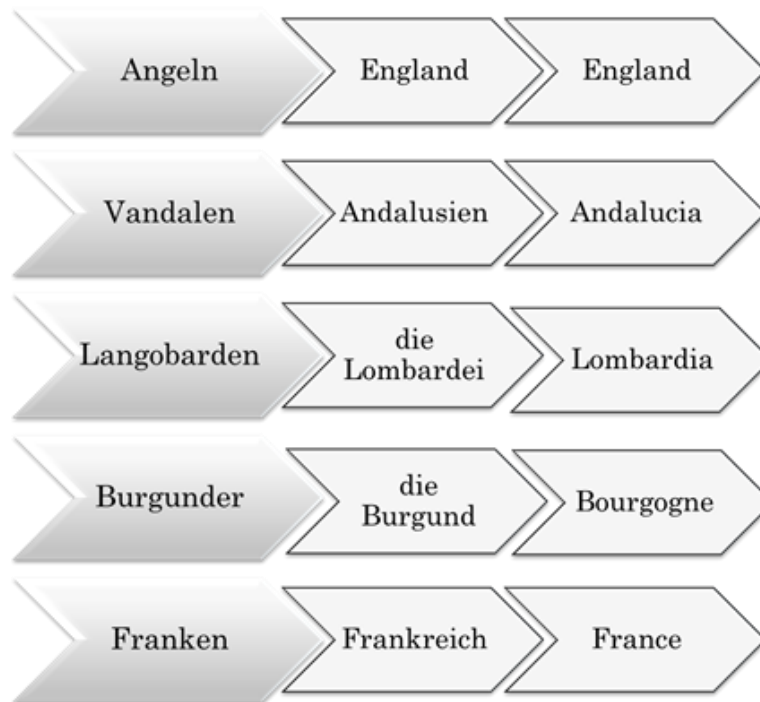 Angeln England England
Vandalen Andalusien Andalucia
Langobarden die Lombardei Lombardia
Burgunder die Burgund Bourgogne
Franken Frankreich France